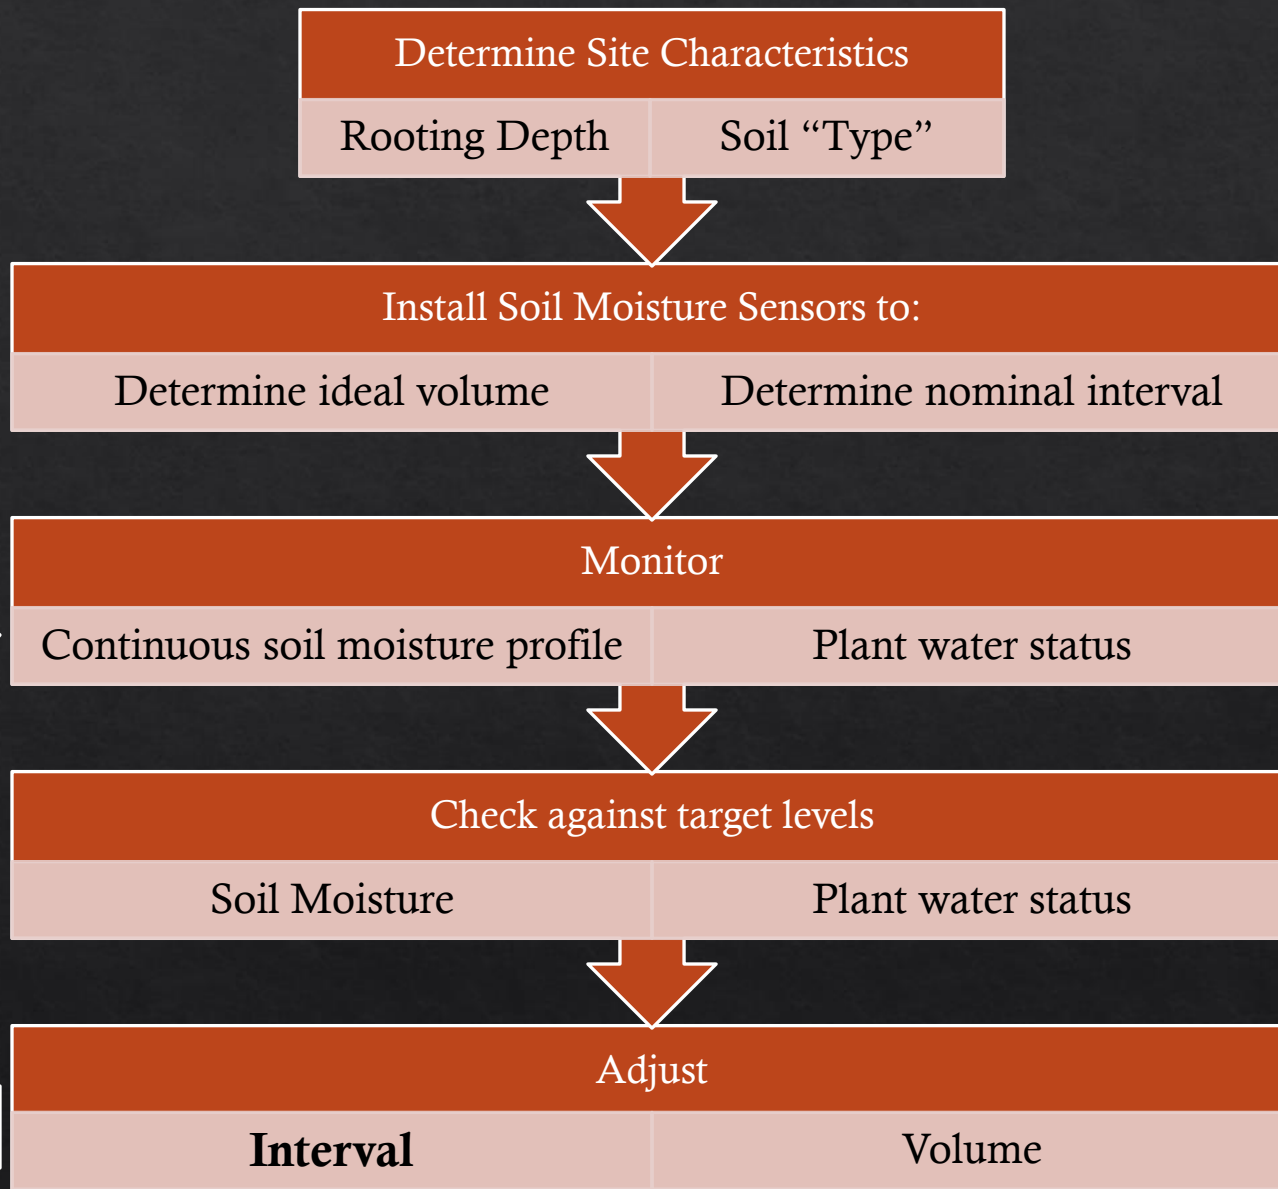 Determine Site Characteristics
Rooting Depth
Soil “Type”
Install Soil Moisture Sensors to:
Determine ideal volume
Determine nominal interval
Monitor
Continuous soil moisture profile
Plant water status
Check against target levels
Soil Moisture
Plant water status
Adjust
Interval
Volume